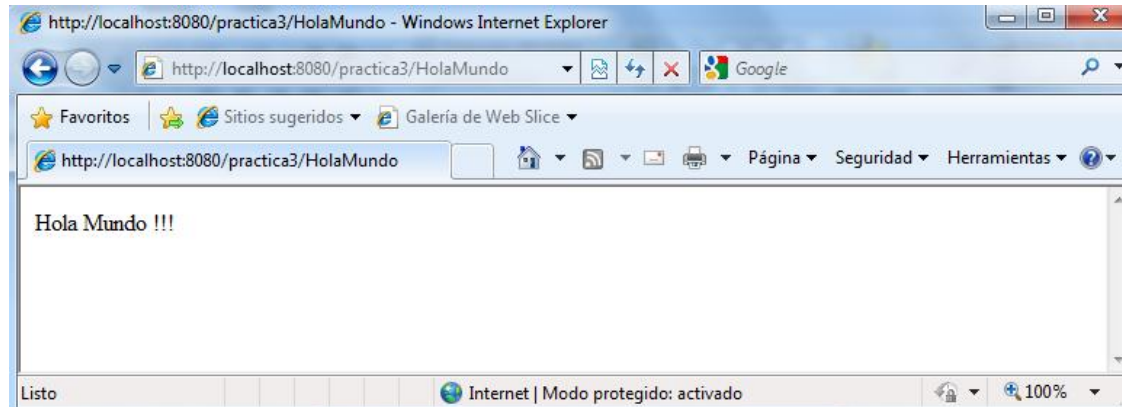 http://localhost:8080/practica3/HolaMundo - Windows Internet Explorer
http://localhost:8080/practica3/HolaMundo Google
Favoritos Sitios sugeridos Galería de Web Slice
http://localhost:8080/practica3/HolaMundo Página Seguridad Herramientas
Hola Mundo !!!
Listo Internet | Modo protegido: activado 100%